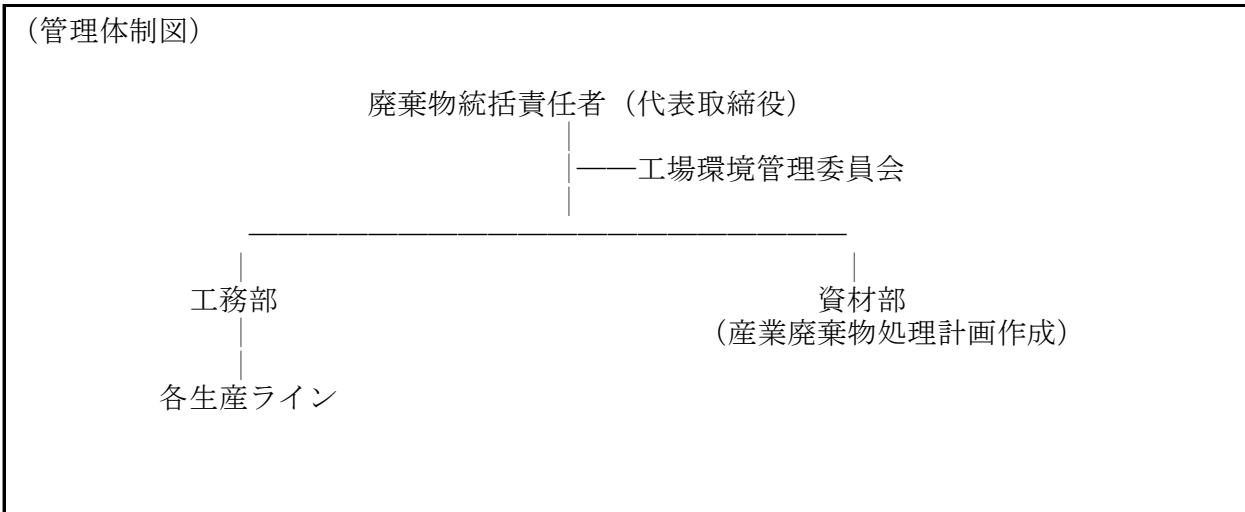 （管理体制図）
廃棄物統括責任者（代表取締役）
｜
｜――工場環境管理委員会
｜
――――――――――――――――――――
｜ ｜
工務部 資材部
｜ （産業廃棄物処理計画作成）
｜
各生産ライン